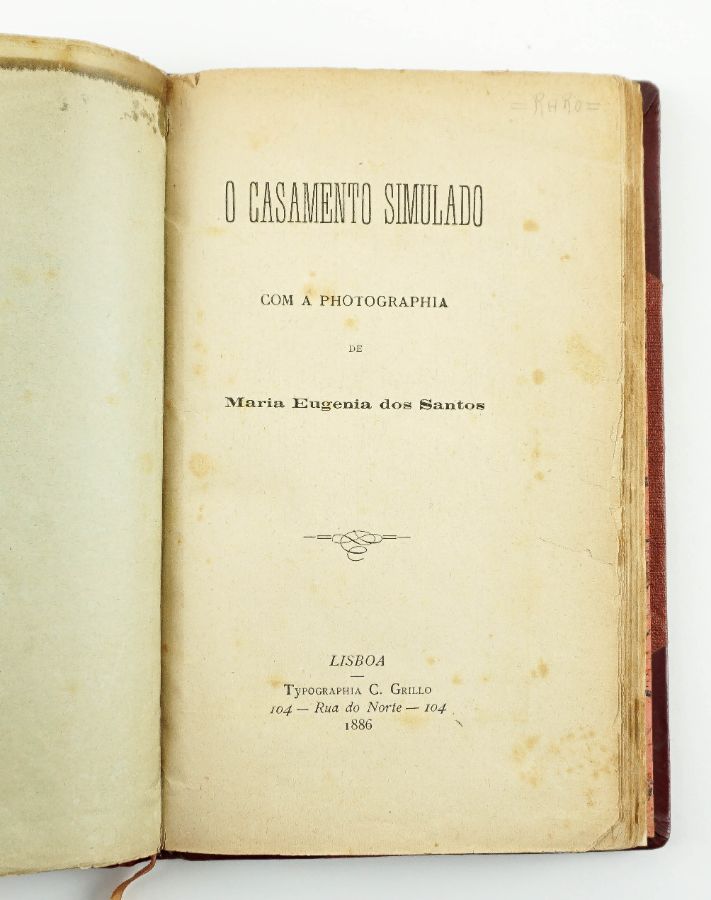 = RARO =
O CASAMENTO SIMULADO
COM A PHOTOGRAPHIA
DE
Maria Eugenia dos Santos
LISBOA
TYPOGRAPHIA C. GRILLO
104 — Rua do Norte — 104
1886